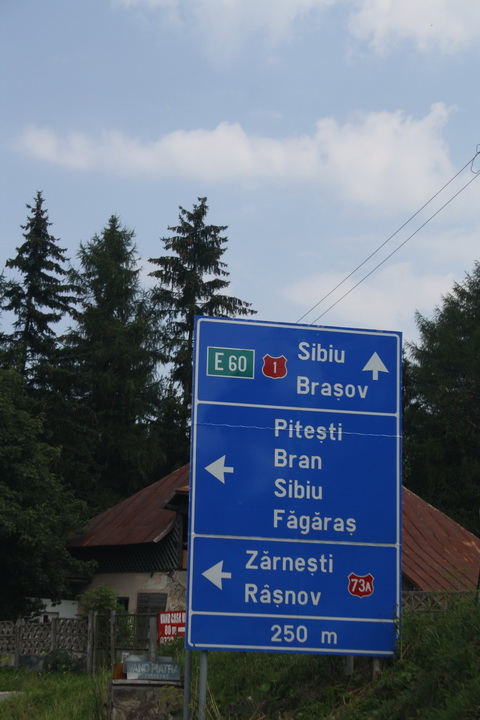 E 60
1
Sibiu
Brașov
Pitești
Bran
Sibiu
Făgăraș
Zărnești
Râșnov
73A
250 m